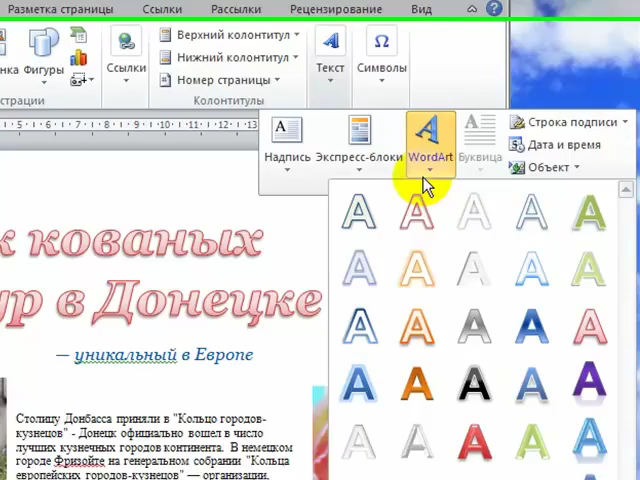 Разметка страницы Ссылки Рассылки Рецензирование Вид
Верхний колонтитул
Нижний колонтитул
Номер страницы
Фигуры Ссылки Текст Символы
Колонтитулы
Надпись Экспресс-блоки WordArt Буквица
Строка подписи
Дата и время
Объект
к кованых
ур в Донецке
— уникальный в Европе
Столицу Донбасса приняли в "Кольцо городов-
кузнецов" - Донецк официально вошел в число
лучших кузнечных городов континента. В немецком
городе Фризойте на генеральном собрании "Кольца
европейских городов-кузнецов" — организации,